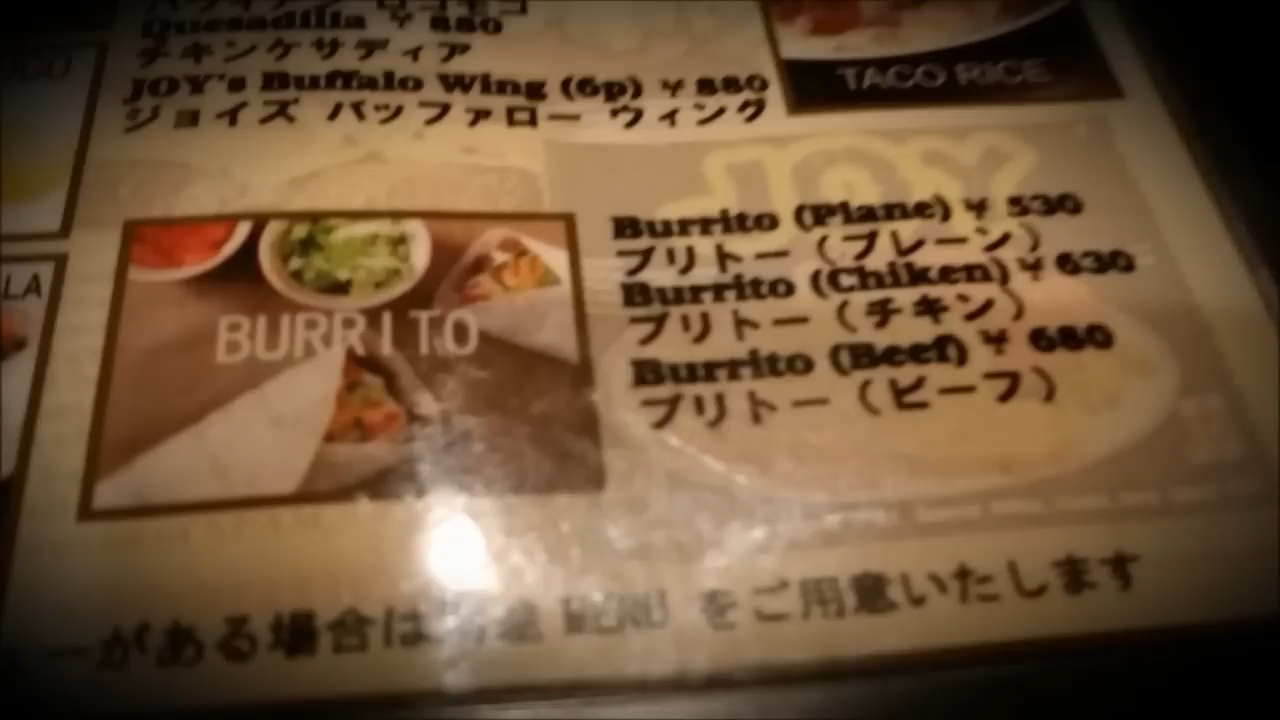 Quesadilla ¥ 880
チキンケサディア
JOY's Buffalo Wing (6p) ¥ 880
ジョイズ バッファロー ウィング
TACO RICE
JOY
BURRITO
Burrito (Plane) ¥ 530
ブリトー (プレーン)
Burrito (Chiken) ¥ 630
ブリトー (チキン)
Burrito (Beef) ¥ 680
ブリトー (ビーフ)
LA
ーがある場合は MENU をご用意いたします